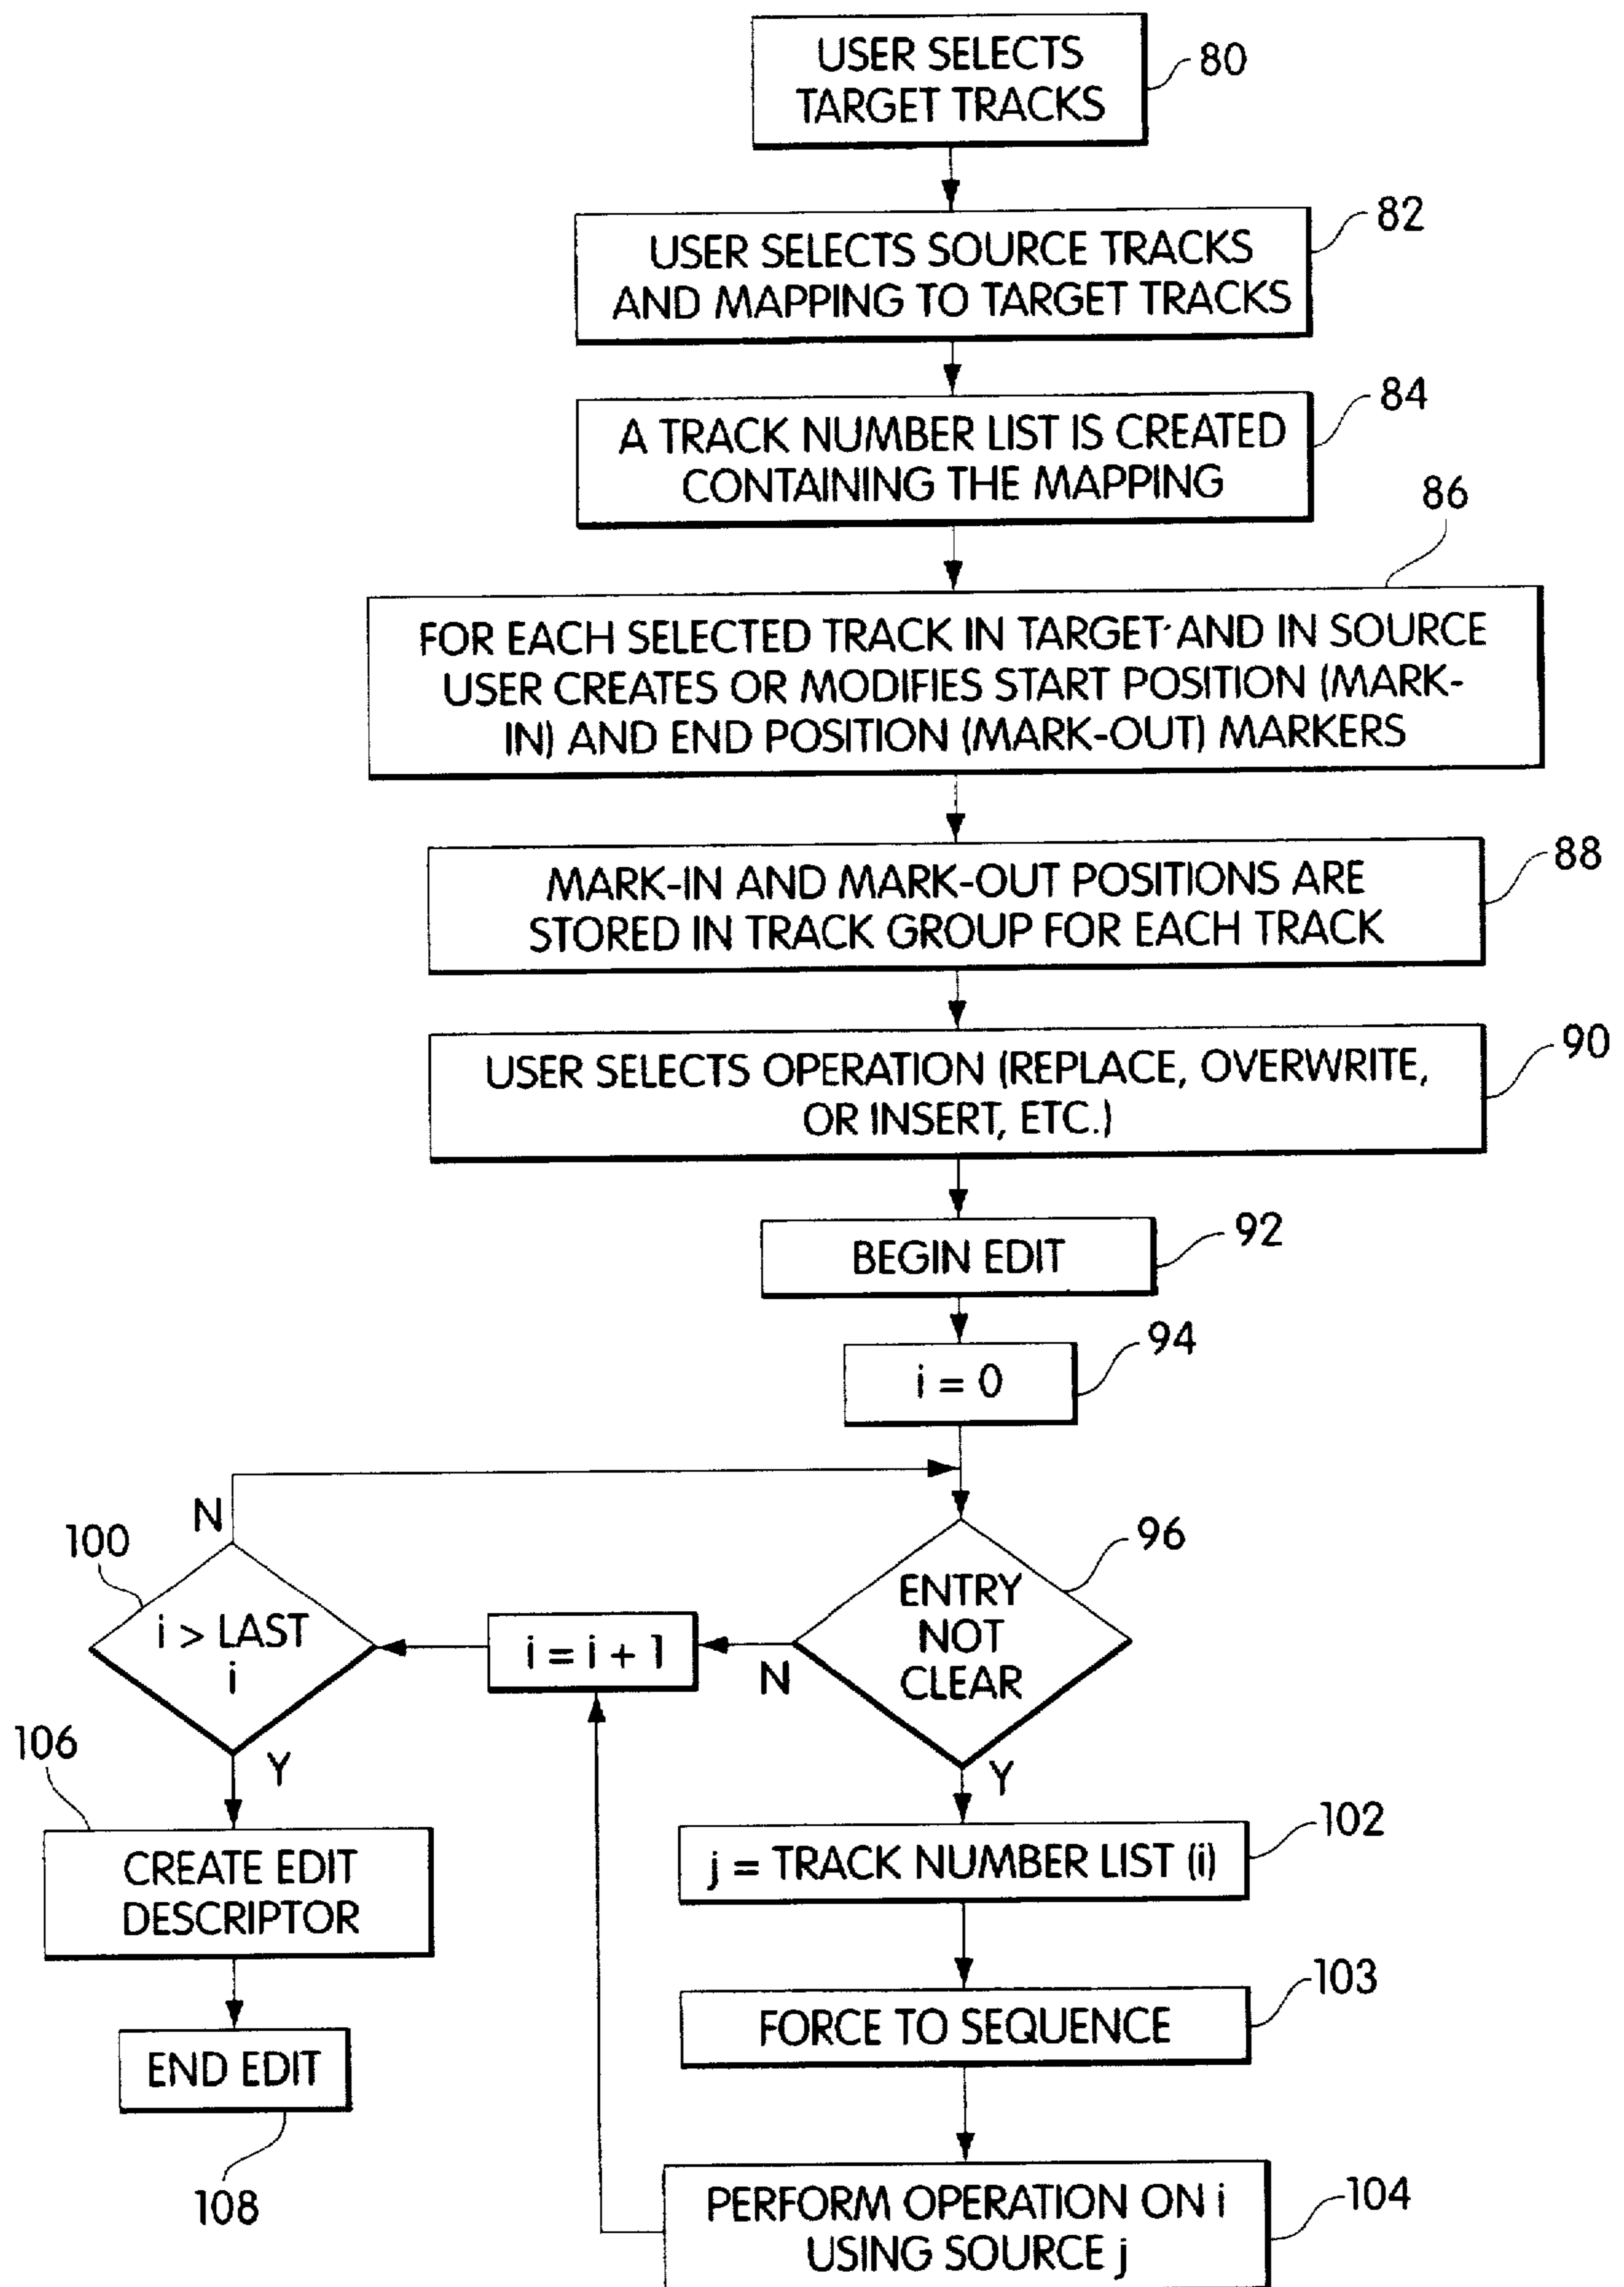 USER SELECTS
TARGET TRACKS
80
USER SELECTS SOURCE TRACKS
AND MAPPING TO TARGET TRACKS
82
A TRACK NUMBER LIST IS CREATED
CONTAINING THE MAPPING
84
86
FOR EACH SELECTED TRACK IN TARGET AND IN SOURCE
USER CREATES OR MODIFIES START POSITION (MARK-
IN) AND END POSITION (MARK-OUT) MARKERS
MARK-IN AND MARK-OUT POSITIONS ARE
STORED IN TRACK GROUP FOR EACH TRACK
88
USER SELECTS OPERATION (REPLACE, OVERWRITE,
OR INSERT, ETC.)
90
BEGIN EDIT
92
i = 0
94
N
100
i > LAST
i
Y
i = i + 1
N
ENTRY
NOT
CLEAR
96
Y
106
CREATE EDIT
DESCRIPTOR
END EDIT
108
j = TRACK NUMBER LIST (i)
102
FORCE TO SEQUENCE
103
PERFORM OPERATION ON i
USING SOURCE j
104